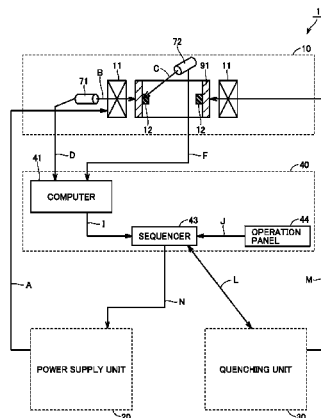 1
10
72
C
11
91
11
71
B
12
12
D
F
41
40
COMPUTER
43
44
I
SEQUENCER
J
OPERATION
PANEL
A
L
N
M
POWER SUPPLY UNIT
QUENCHING UNIT
20
30